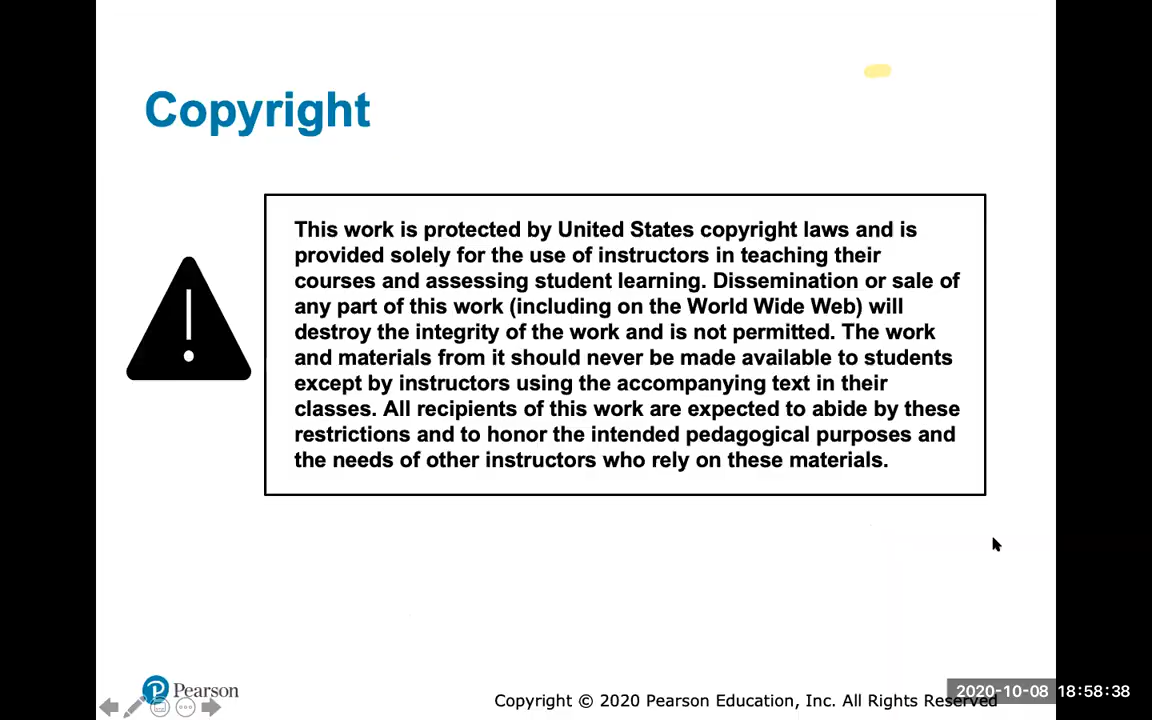 Copyright
This work is protected by United States copyright laws and is
provided solely for the use of instructors in teaching their
courses and assessing student learning. Dissemination or sale of
any part of this work (including on the World Wide Web) will
destroy the integrity of the work and is not permitted. The work
and materials from it should never be made available to students
except by instructors using the accompanying text in their
classes. All recipients of this work are expected to abide by these
restrictions and to honor the intended pedagogical purposes and
the needs of other instructors who rely on these materials.
Pearson
Copyright © 2020 Pearson Education, Inc. All Rights Reserved
2020-10-08 18:58:38